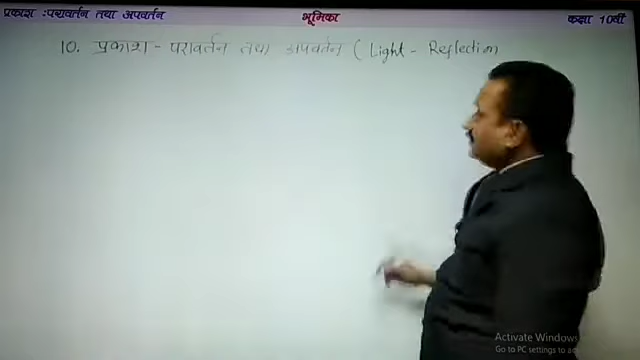 प्रकाश :परावर्तन तथा अपवर्तन
भूमिका
कक्षा 10वीं
10. प्रकाश - परावर्तन तथा अपवर्तन ( Light - Reflection
Activate Windows
Go to PC settings to a